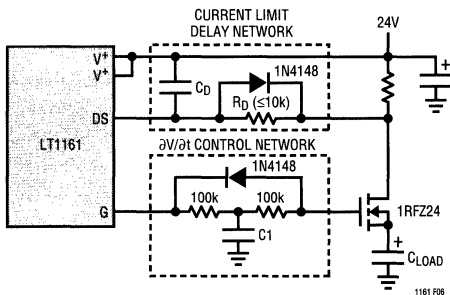 CURRENT LIMIT
DELAY NETWORK
24V
V+
V+
1N4148
+
CD
RD (≤10k)
DS
LT1161
∂V/∂t CONTROL NETWORK
1N4148
100k
100k
G
1RFZ24
C1
+
CLOAD
1161 F06